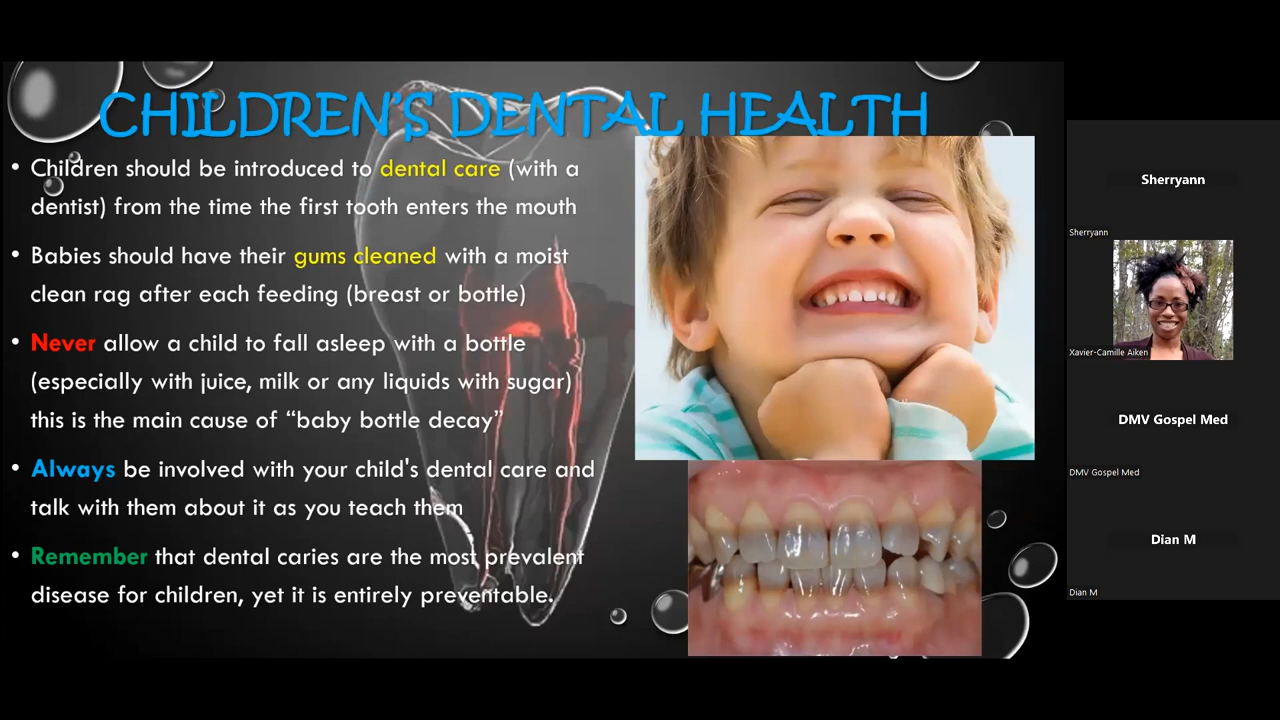 CHILDREN'S DENTAL HEALTH
• Children should be introduced to dental care (with a
dentist) from the time the first tooth enters the mouth
• Babies should have their gums cleaned with a moist
clean rag after each feeding (breast or bottle)
• Never allow a child to fall asleep with a bottle
(especially with juice, milk or any liquids with sugar)
this is the main cause of “baby bottle decay”
• Always be involved with your child's dental care and
talk with them about it as you teach them
• Remember that dental caries are the most prevalent
disease for children, yet it is entirely preventable.
Sherryann
Sherryann
Xavier-Camille Aiken
DMV Gospel Med
DMV Gospel Med
Dian M
Dian M